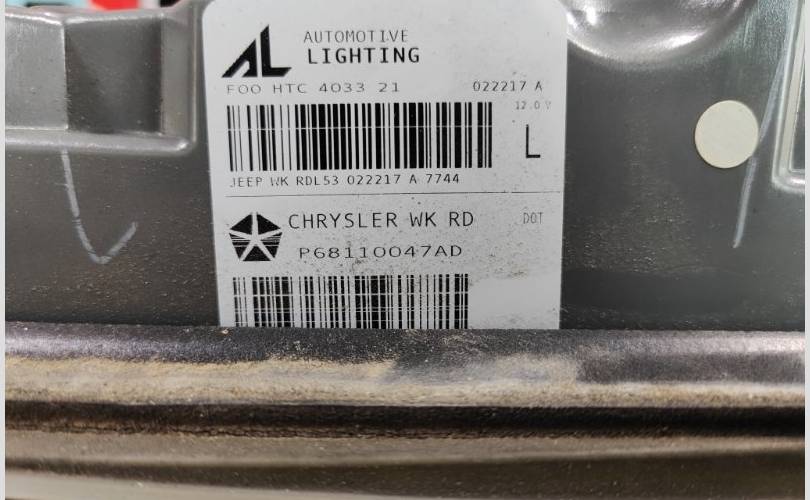 AL AUTOMOTIVE
LIGHTING
FOO HTC 4033 21 022217 A
12.0 V
L
JEEP WK RDL53 022217 A 7744
CHRYSLER WK RD DOT
P68110047AD